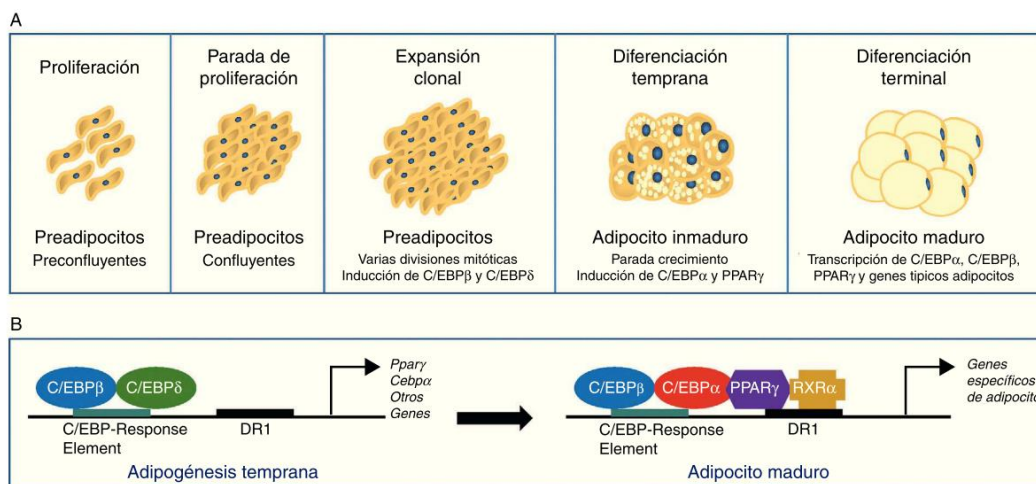 A
Proliferación
Preadipocitos
Preconfluyentes
Parada de
proliferación
Preadipocitos
Confluyentes
Expansión
clonal
Preadipocitos
Varias divisiones mitóticas
Inducción de C/EBPβ y C/EBPδ
Diferenciación
temprana
Adipocito inmaduro
Parada crecimiento
Inducción de C/EBPα y PPARγ
Diferenciación
terminal
Adipocito maduro
Transcripción de C/EBPα, C/EBPβ,
PPARγ y genes tipicos adipocitos
B
C/EBPβ
C/EBPδ
Pparγ
Cebpα
Otros
Genes
C/EBP-Response
Element
DR1
Adipogénesis temprana
C/EBPβ
C/EBPα
PPARγ
RXRα
Genes
específicos
de adipocito
C/EBP-Response
Element
DR1
Adipocito maduro